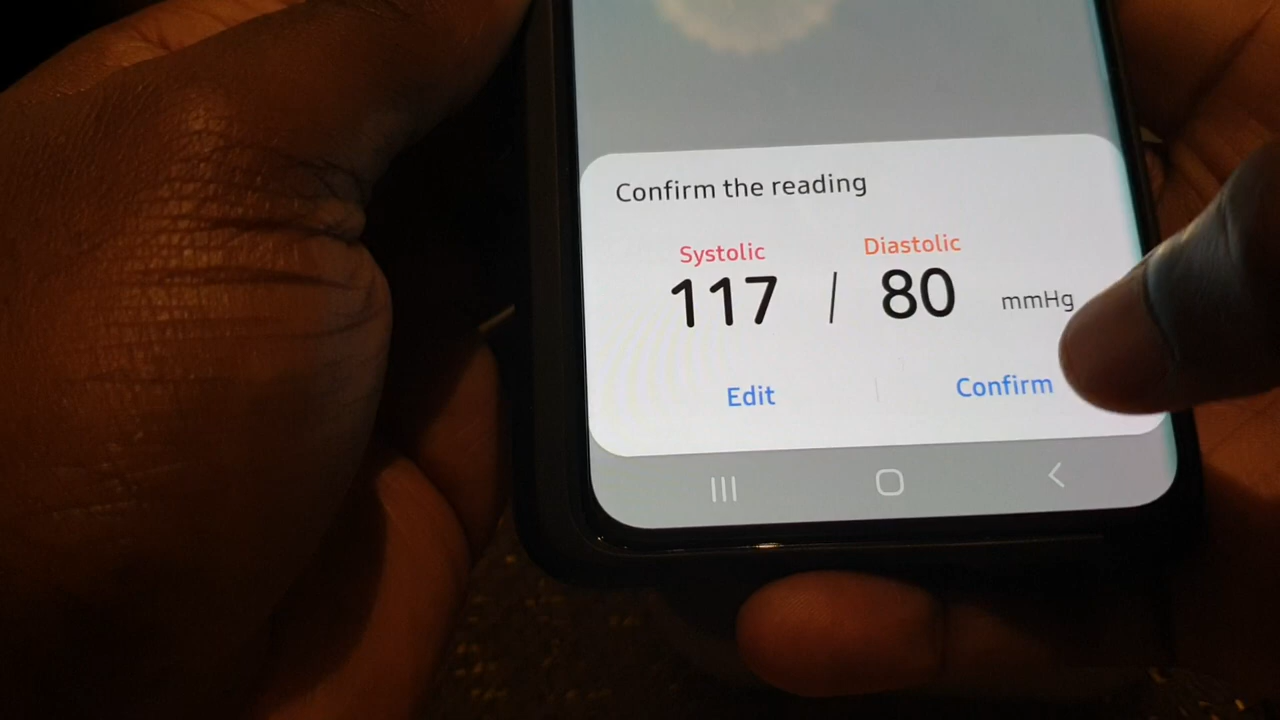 Confirm the reading
Systolic Diastolic
117 / 80 mmHg
Edit Confirm